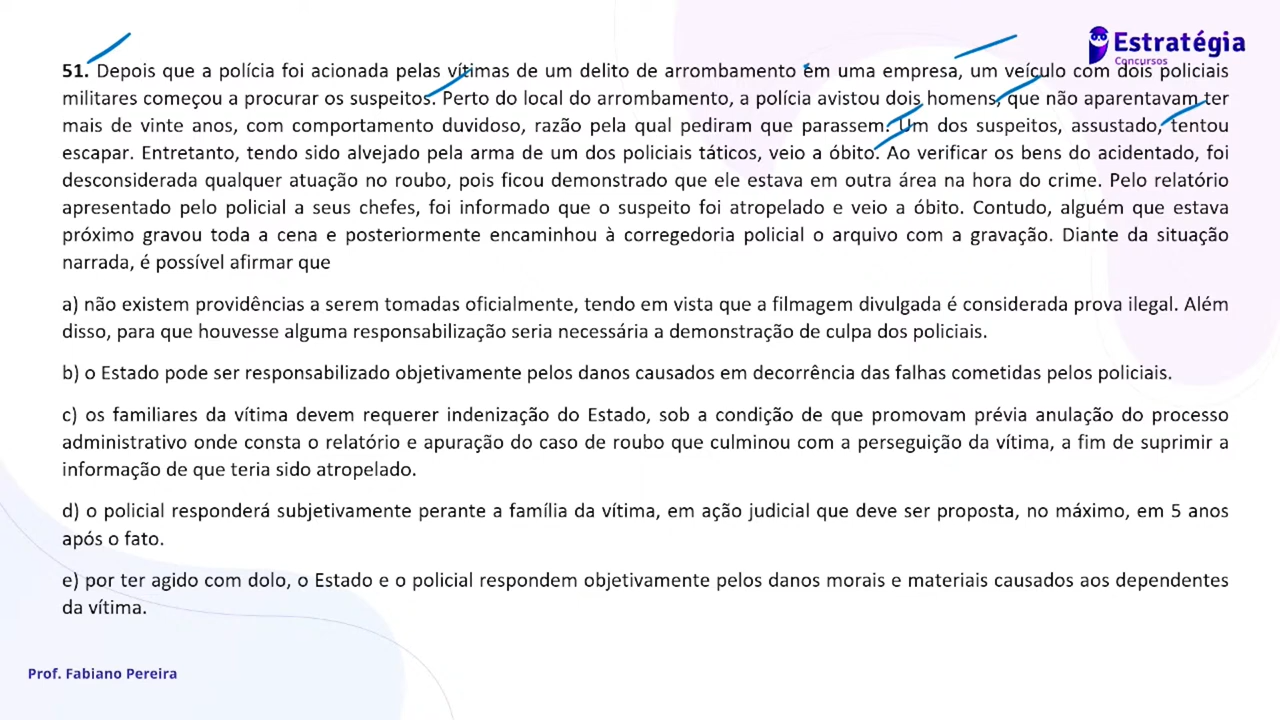 Estratégia
Concursos
51. Depois que a polícia foi acionada pelas vítimas de um delito de arrombamento em uma empresa, um veículo com dois policiais
militares começou a procurar os suspeitos. Perto do local do arrombamento, a polícia avistou dois homens, que não aparentavam ter
mais de vinte anos, com comportamento duvidoso, razão pela qual pediram que parassem. Um dos suspeitos, assustado, tentou
escapar. Entretanto, tendo sido alvejado pela arma de um dos policiais táticos, veio a óbito. Ao verificar os bens do acidentado, foi
desconsiderada qualquer atuação no roubo, pois ficou demonstrado que ele estava em outra área na hora do crime. Pelo relatório
apresentado pelo policial a seus chefes, foi informado que o suspeito foi atropelado e veio a óbito. Contudo, alguém que estava
próximo gravou toda a cena e posteriormente encaminhou à corregedoria policial o arquivo com a gravação. Diante da situação
narrada, é possível afirmar que
a) não existem providências a serem tomadas oficialmente, tendo em vista que a filmagem divulgada é considerada prova ilegal. Além
disso, para que houvesse alguma responsabilização seria necessária a demonstração de culpa dos policiais.
b) o Estado pode ser responsabilizado objetivamente pelos danos causados em decorrência das falhas cometidas pelos policiais.
c) os familiares da vítima devem requerer indenização do Estado, sob a condição de que promovam prévia anulação do processo
administrativo onde consta o relatório e apuração do caso de roubo que culminou com a perseguição da vítima, a fim de suprimir a
informação de que teria sido atropelado.
d) o policial responderá subjetivamente perante a família da vítima, em ação judicial que deve ser proposta, no máximo, em 5 anos
após o fato.
e) por ter agido com dolo, o Estado e o policial respondem objetivamente pelos danos morais e materiais causados aos dependentes
da vítima.
Prof. Fabiano Pereira